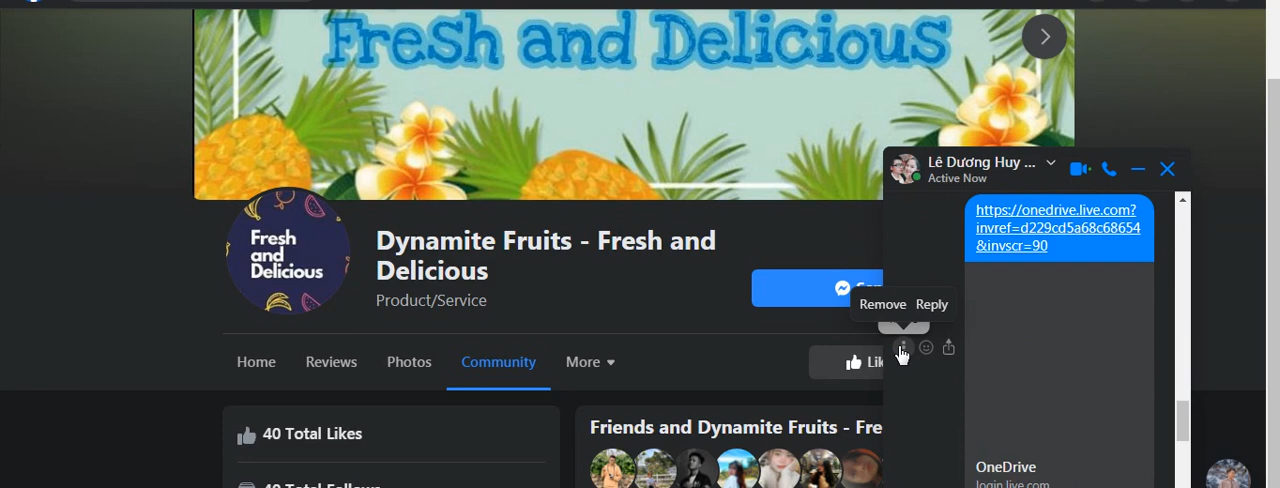 Fresh and Delicious
Lê Dương Huy ...
Active Now
https://onedrive.live.com?
invref=d229cd5a68c68654
&invscr=90
Fresh
and
Delicious
Dynamite Fruits - Fresh and
Delicious
Product/Service
Remove Reply
Home Reviews Photos Community More
40 Total Likes
Friends and Dynamite Fruits - Fre
OneDrive
login.live.com